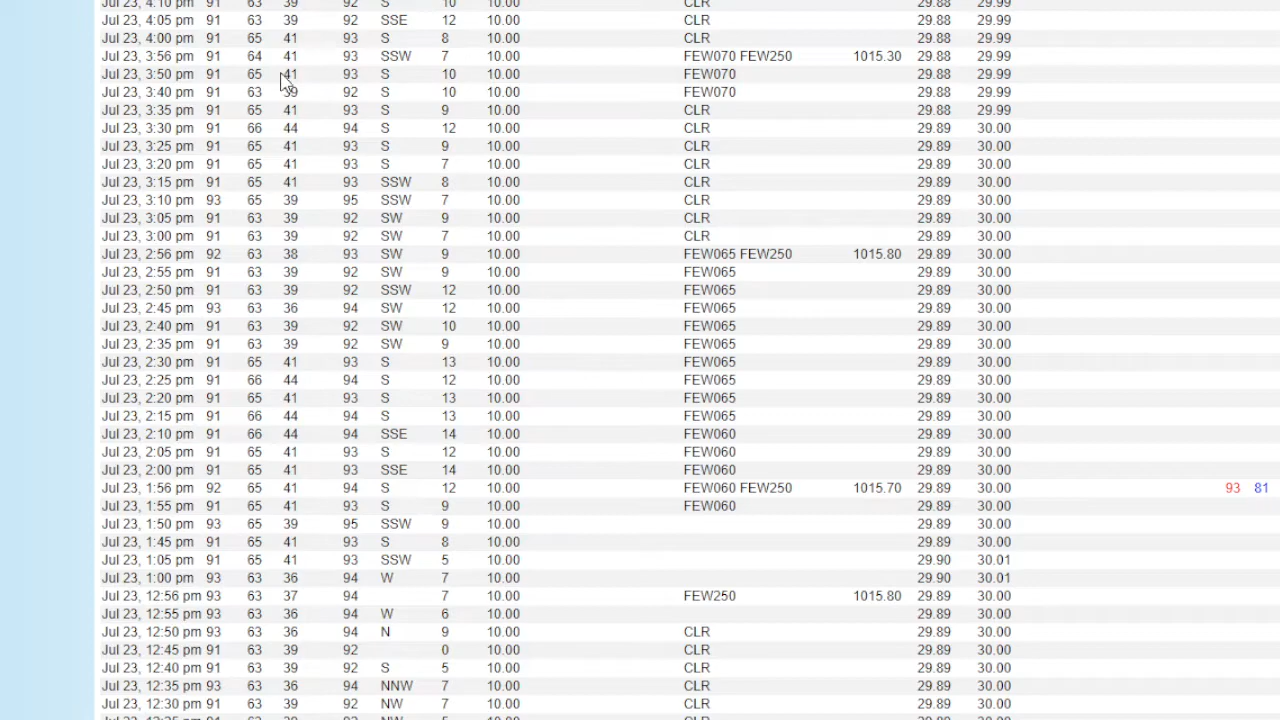 Jul 23, 4:10 pm 91 63 39 92 S 10 10.00 CLR 29.88 29.99
Jul 23, 4:05 pm 91 63 39 92 SSE 12 10.00 CLR 29.88 29.99
Jul 23, 4:00 pm 91 65 41 93 S 8 10.00 CLR 29.88 29.99
Jul 23, 3:56 pm 91 64 41 93 SSW 7 10.00 FEW070 FEW250 1015.30 29.88 29.99
Jul 23, 3:50 pm 91 65 41 93 S 10 10.00 FEW070 29.88 29.99
Jul 23, 3:40 pm 91 63 39 92 S 10 10.00 FEW070 29.88 29.99
Jul 23, 3:35 pm 91 65 41 93 S 9 10.00 CLR 29.88 29.99
Jul 23, 3:30 pm 91 66 44 94 S 12 10.00 CLR 29.89 30.00
Jul 23, 3:25 pm 91 65 41 93 S 9 10.00 CLR 29.89 30.00
Jul 23, 3:20 pm 91 65 41 93 S 7 10.00 CLR 29.89 30.00
Jul 23, 3:15 pm 91 65 41 93 SSW 8 10.00 CLR 29.89 30.00
Jul 23, 3:10 pm 93 65 39 95 SSW 7 10.00 CLR 29.89 30.00
Jul 23, 3:05 pm 91 63 39 92 SW 9 10.00 CLR 29.89 30.00
Jul 23, 3:00 pm 91 63 39 92 SW 7 10.00 CLR 29.89 30.00
Jul 23, 2:56 pm 92 63 38 93 SW 9 10.00 FEW065 FEW250 1015.80 29.89 30.00
Jul 23, 2:55 pm 91 63 39 92 SW 9 10.00 FEW065 29.89 30.00
Jul 23, 2:50 pm 91 63 39 92 SSW 12 10.00 FEW065 29.89 30.00
Jul 23, 2:45 pm 93 63 36 94 SW 12 10.00 FEW065 29.89 30.00
Jul 23, 2:40 pm 91 63 39 92 SW 10 10.00 FEW065 29.89 30.00
Jul 23, 2:35 pm 91 63 39 92 SW 9 10.00 FEW065 29.89 30.00
Jul 23, 2:30 pm 91 65 41 93 S 13 10.00 FEW065 29.89 30.00
Jul 23, 2:25 pm 91 66 44 94 S 12 10.00 FEW065 29.89 30.00
Jul 23, 2:20 pm 91 65 41 93 S 13 10.00 FEW065 29.89 30.00
Jul 23, 2:15 pm 91 66 44 94 S 13 10.00 FEW065 29.89 30.00
Jul 23, 2:10 pm 91 66 44 94 SSE 14 10.00 FEW060 29.89 30.00
Jul 23, 2:05 pm 91 65 41 93 S 12 10.00 FEW060 29.89 30.00
Jul 23, 2:00 pm 91 65 41 93 SSE 14 10.00 FEW060 29.89 30.00
Jul 23, 1:56 pm 92 65 41 94 S 12 10.00 FEW060 FEW250 1015.70 29.89 30.00 93 81
Jul 23, 1:55 pm 91 65 41 93 S 9 10.00 FEW060 29.89 30.00
Jul 23, 1:50 pm 93 65 39 95 SSW 9 10.00 29.89 30.00
Jul 23, 1:45 pm 91 65 41 93 S 8 10.00 29.89 30.00
Jul 23, 1:05 pm 91 65 41 93 SSW 5 10.00 29.90 30.01
Jul 23, 1:00 pm 93 63 36 94 W 7 10.00 29.90 30.01
Jul 23, 12:56 pm 93 63 37 94 7 10.00 FEW250 1015.80 29.89 30.00
Jul 23, 12:55 pm 93 63 36 94 W 6 10.00 29.89 30.00
Jul 23, 12:50 pm 93 63 36 94 N 9 10.00 CLR 29.89 30.00
Jul 23, 12:45 pm 91 63 39 92 0 10.00 CLR 29.89 30.00
Jul 23, 12:40 pm 91 63 39 92 S 5 10.00 CLR 29.89 30.00
Jul 23, 12:35 pm 93 63 36 94 NNW 7 10.00 CLR 29.89 30.00
Jul 23, 12:30 pm 91 63 39 92 NW 7 10.00 CLR 29.89 30.00